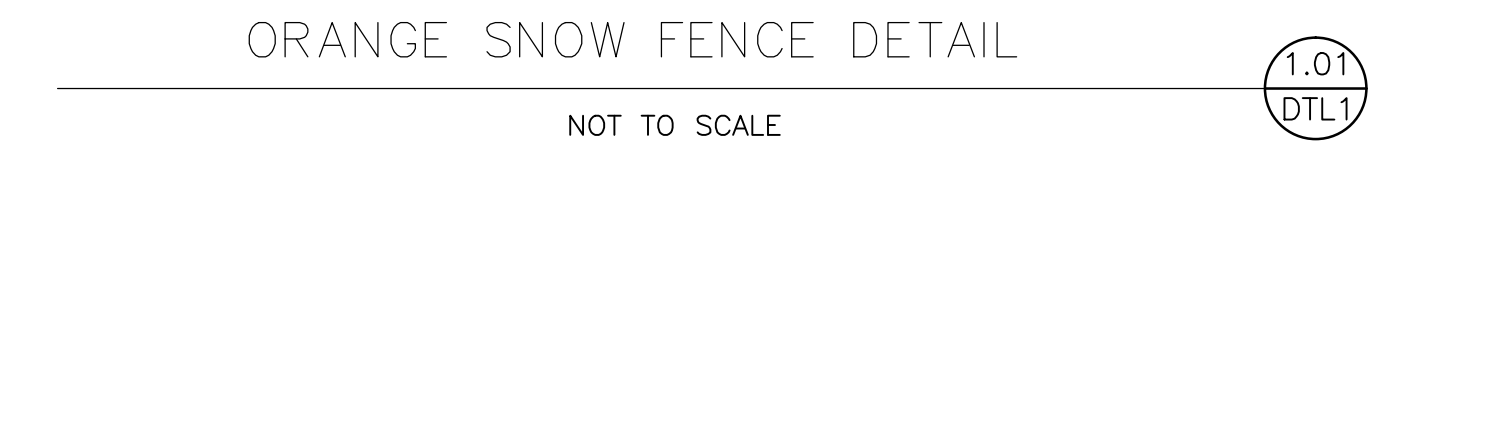 ORANGE SNOW FENCE DETAIL
1.01
DTL1
NOT TO SCALE